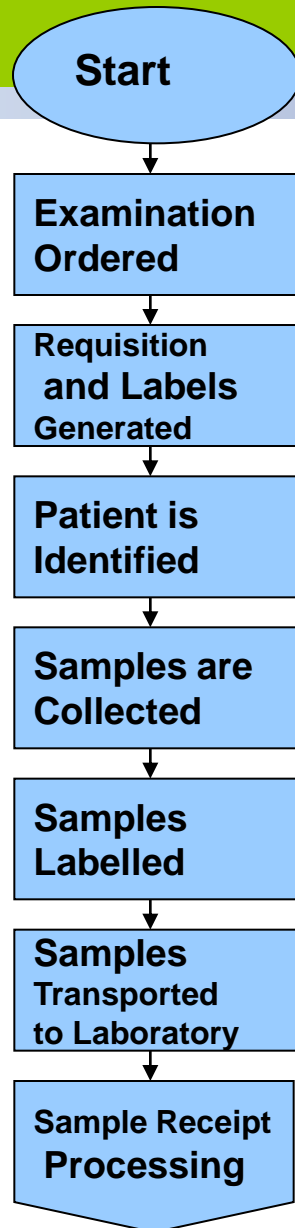 Start
Examination
Ordered
Requisition
and Labels
Generated
Patient is
Identified
Samples are
Collected
Samples
Labelled
Samples
Transported
to Laboratory
Sample Receipt
Processing